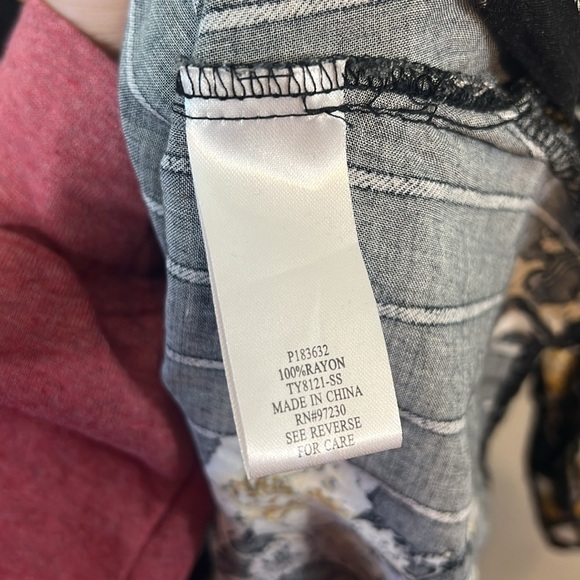 P183632
100%RAYON
TY8121-SS
MADE IN CHINA
RN#97230
SEE REVERSE
FOR CARE